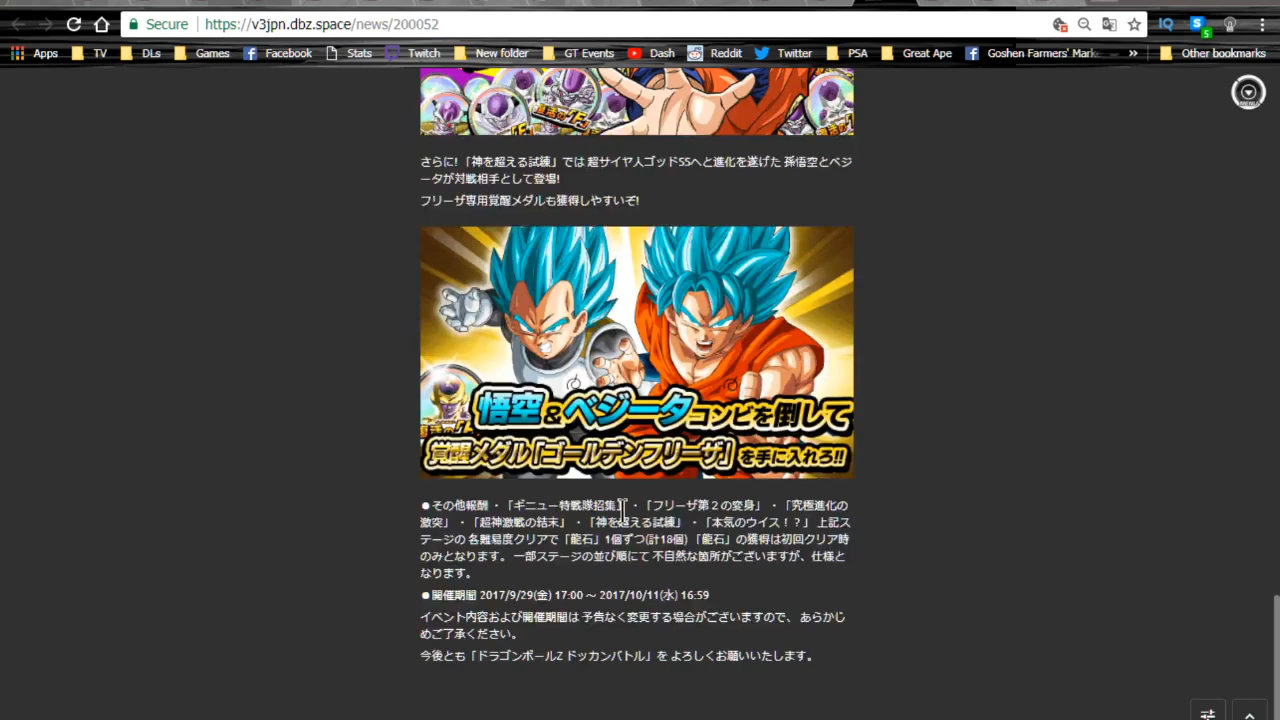 Secure https://v3jpn.dbz.space/news/200052
IQ S 5
Apps TV DLs Games Facebook Stats Twitch New folder GT Events Dash Reddit Twitter PSA Great Ape Goshen Farmers' Mark » Other bookmarks
MENU
さらに! 「神を超える試練」では 超サイヤ人ゴッドSSへと進化を遂げた 孫悟空とベジ
ータが対戦相手として登場!
フリーザ専用覚醒メダルも獲得しやすいぞ!
悟空&ベジータコンビを倒して
覚醒メダル「ゴールデンフリーザ」を手に入れろ!!
●その他報酬 ・「ギニュー特戦隊招集」 ・「フリーザ第２の変身」 ・「究極進化の
激突」 ・「超神激戦の結末」 ・「神を超える試練」 ・「本気のウイス！？」 上記ス
テージの 各難易度クリアで「龍石」1個ずつ(計18個) 「龍石」の獲得は初回クリア時
のみとなります。 一部ステージの並び順にて 不自然な箇所がございますが、仕様と
なります。
●開催期間 2017/9/29(金) 17:00 ～ 2017/10/11(水) 16:59
イベント内容および開催期間は 予告なく変更する場合がございますので、 あらかじ
めご了承ください。
今後とも「ドラゴンボールZ ドッカンバトル」を よろしくお願いいたします。